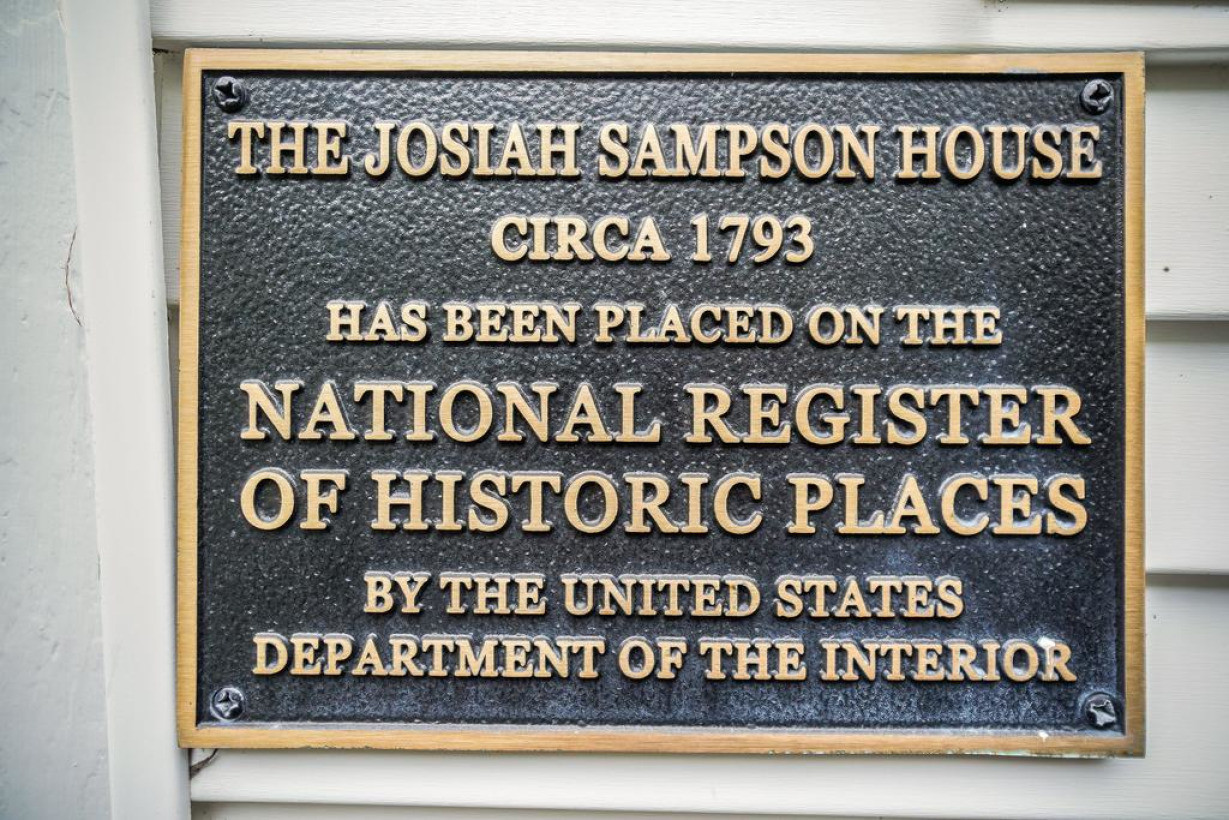 THE JOSIAH SAMPSON HOUSE
CIRCA 1793
HAS BEEN PLACED ON THE
NATIONAL REGISTER
OF HISTORIC PLACES
BY THE UNITED STATES
DEPARTMENT OF THE INTERIOR